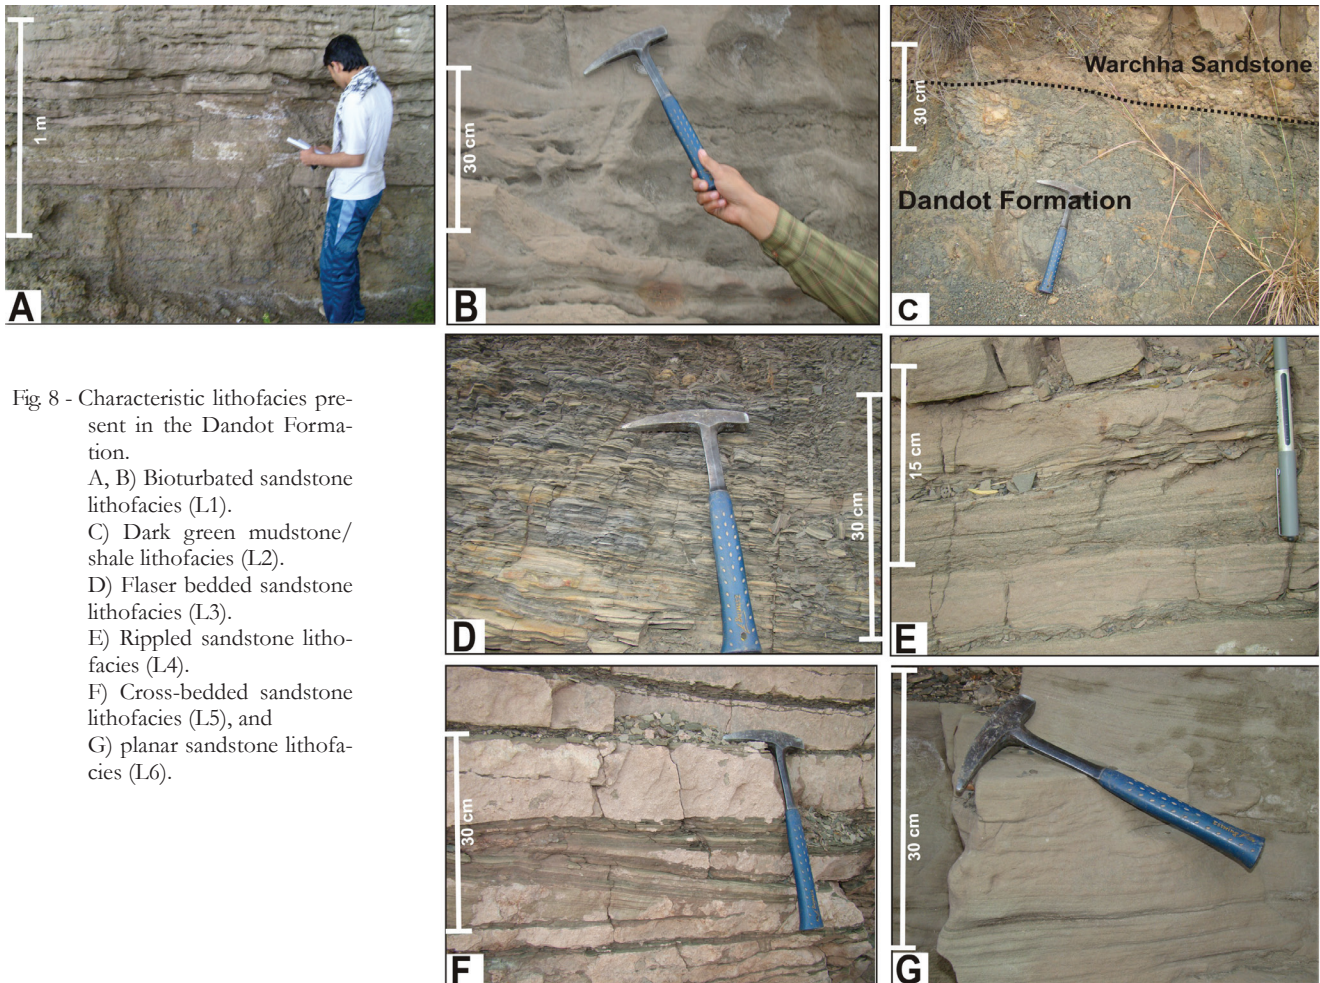 1 m
A
30 cm
B
Warchha Sandstone
30 cm
Dandot Formation
C
Fig. 8 - Characteristic lithofacies pre-
sent in the Dandot Forma-
tion.
A, B) Bioturbated sandstone
lithofacies (L1).
C) Dark green mudstone/
shale lithofacies (L2).
D) Flaser bedded sandstone
lithofacies (L3).
E) Rippled sandstone litho-
facies (L4).
F) Cross-bedded sandstone
lithofacies (L5), and
G) planar sandstone lithofa-
cies (L6).
30 cm
D
15 cm
E
30 cm
F
30 cm
G